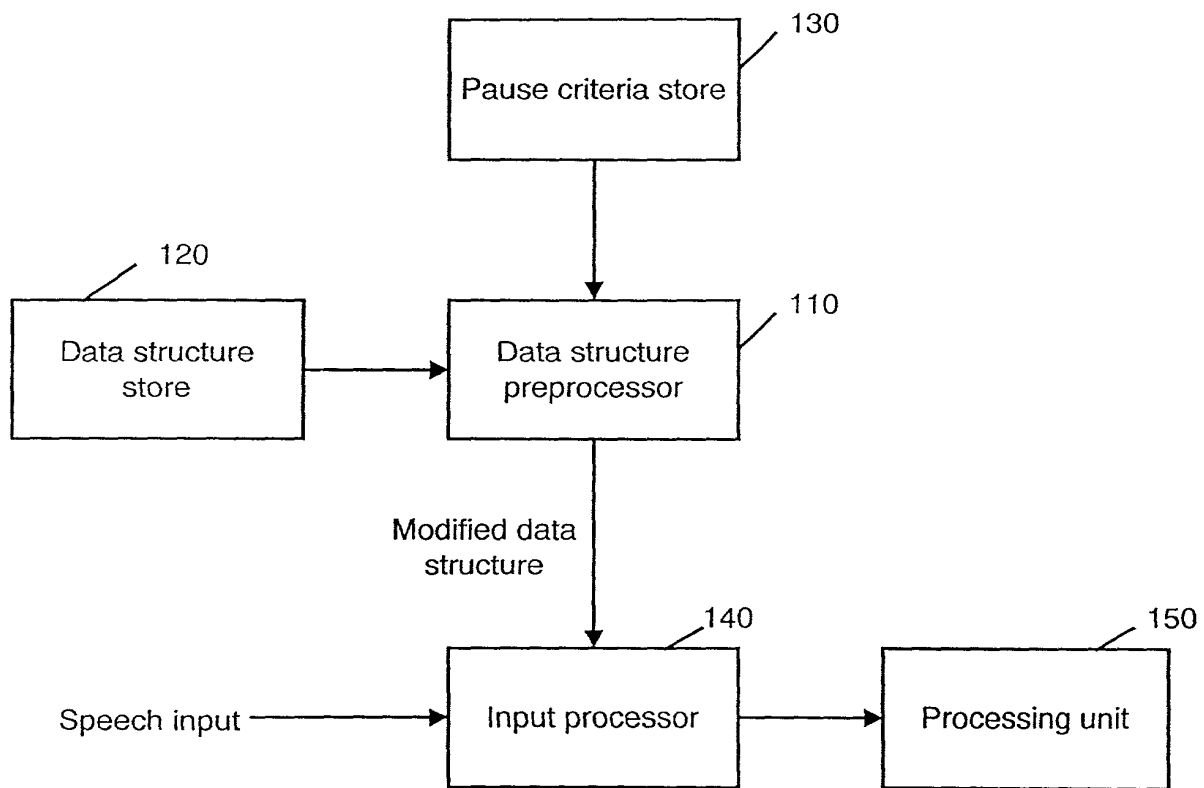 130
Pause criteria store
120
110
Data structure
store
Data structure
preprocessor
Modified data
structure
140
150
Speech input
Input processor
Processing unit